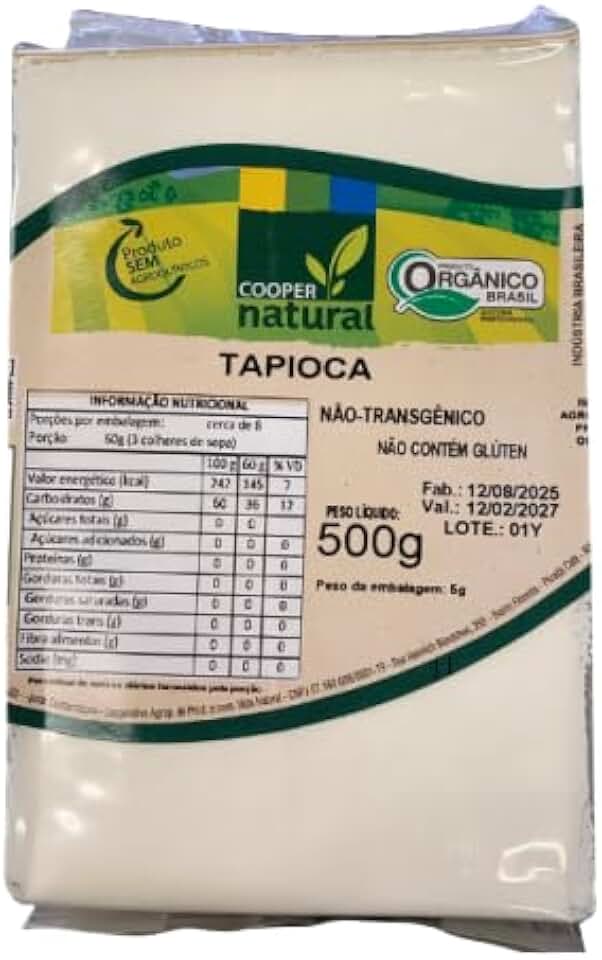 Produto
SEM
AGROQUÍMICOS
COOPER
natural
ORGÂNICO
BRASIL
INDÚSTRIA BRASILEIRA
TAPIOCA
INFORMAÇÃO NUTRICIONAL
Porções por embalagem: cerca de 8
Porção: 60g (3 colheres de sopa)
100 g 60 g % VD
Valor energético (kcal) 242 145 7
Carboidratos (g) 60 36 12
Açúcares totais (g) 0 0
Açúcares adicionados (g) 0 0 0
Proteínas (g) 0 0 0
Gorduras totais (g) 0 0 0
Gorduras saturadas (g) 0 0 0
Gorduras trans (g) 0 0 0
Fibra alimentar (g) 0 0 0
Sódio (mg) 0 0 0
NÃO-TRANSGÊNICO
NÃO CONTÉM GLÚTEN
Fab.: 12/08/2025
Val.: 12/02/2027
LOTE.: 01Y
PESO LÍQUIDO:
500g
Peso da embalagem: 5g